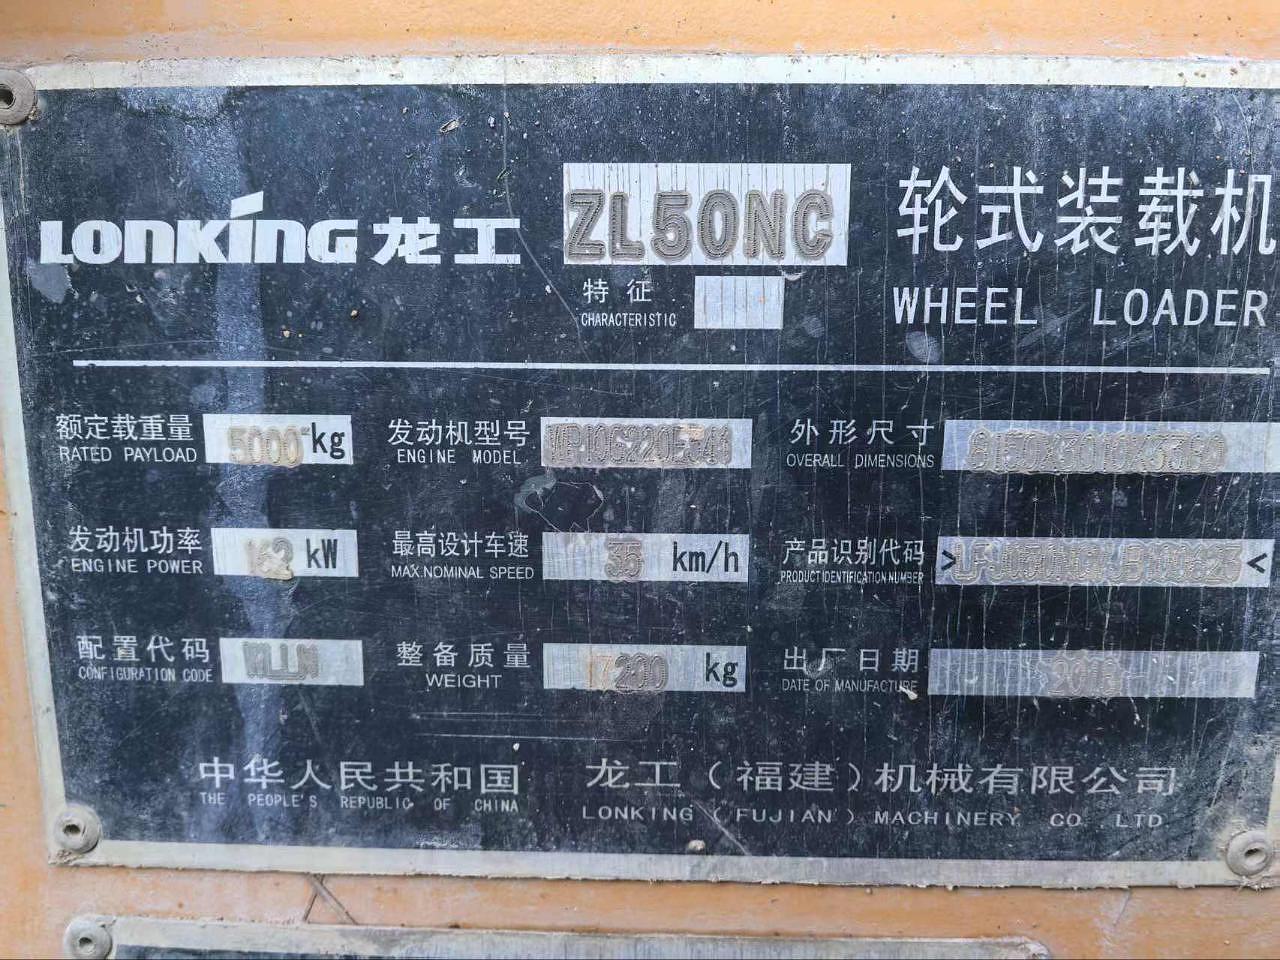 LONKING 龙工 ZL50NC 轮式装载机
特征
CHARACTERISTIC
WHEEL LOADER
额定载重量 5000 kg
RATED PAYLOAD
发动机型号
ENGINE MODEL
外形尺寸
OVERALL DIMENSIONS
发动机功率 162 kW
ENGINE POWER
最高设计车速 35 km/h
MAX.NOMINAL SPEED
产品识别代码 > <
PRODUCT IDENTIFICATION NUMBER
配置代码
CONFIGURATION CODE
整备质量 17200 kg
WEIGHT
出厂日期
DATE OF MANUFACTURE
中华人民共和国
THE PEOPLE'S REPUBLIC OF CHINA
龙工(福建)机械有限公司
LONKING (FUJIAN) MACHINERY CO LTD